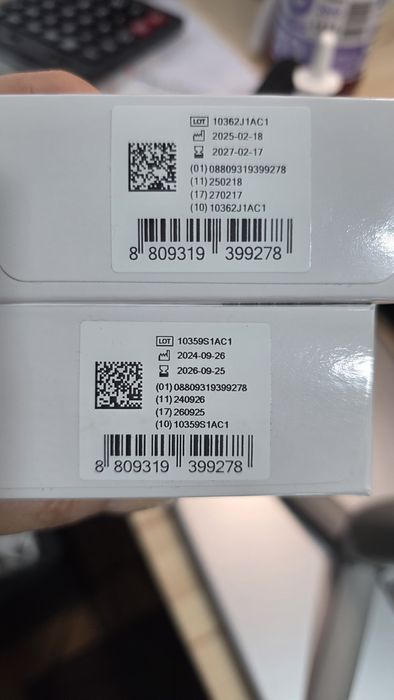 LOT 10362J1AC1
2025-02-18
2027-02-17
(01) 08809319399278
(11) 250218
(17) 270217
(10) 10362J1AC1
8 809319 399278
LOT 10359S1AC1
2024-09-26
2026-09-25
(01) 08809319399278
(11) 240926
(17) 260925
(10) 10359S1AC1
8 809319 399278